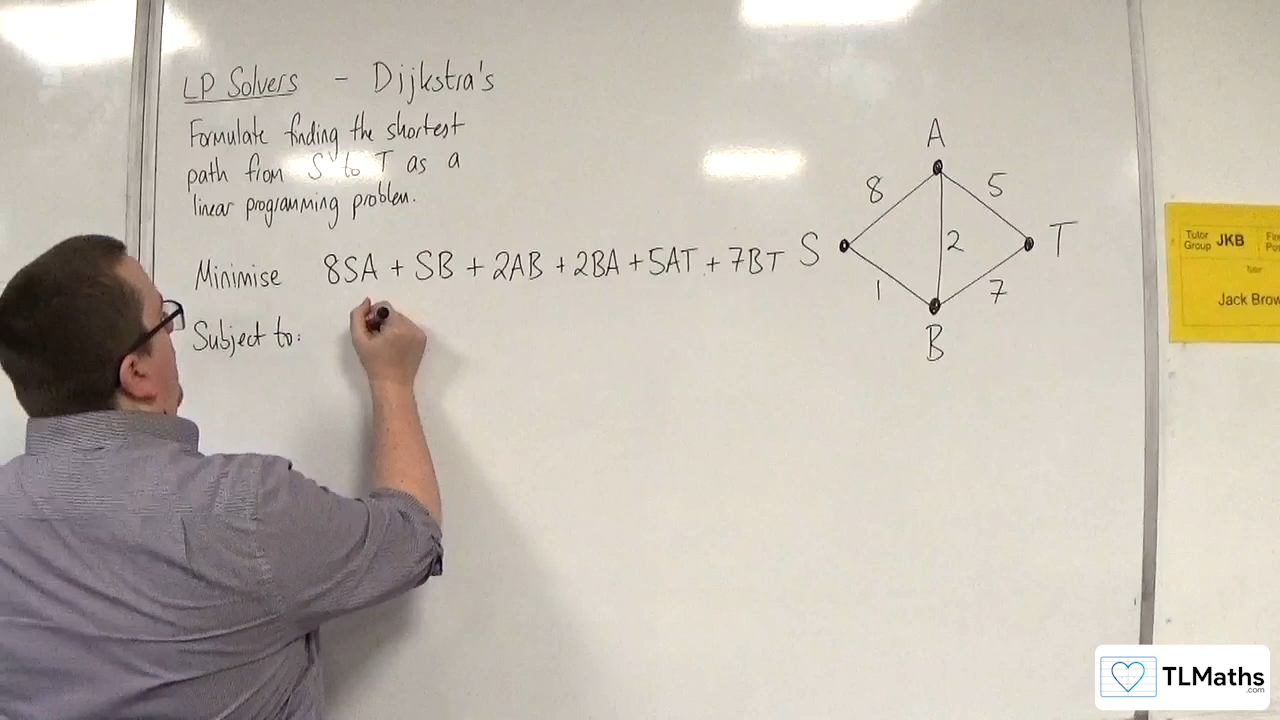 LP Solvers - Dijkstra's
Formulate finding the shortest
path from S to T as a
linear programming problem.
Minimise 8SA + SB + 2AB + 2BA + 5AT + 7BT
Subject to:
A
8 5
S 2 T
1 7
B
Tutor
Group JKB
Jack Brow
TLMaths
.com